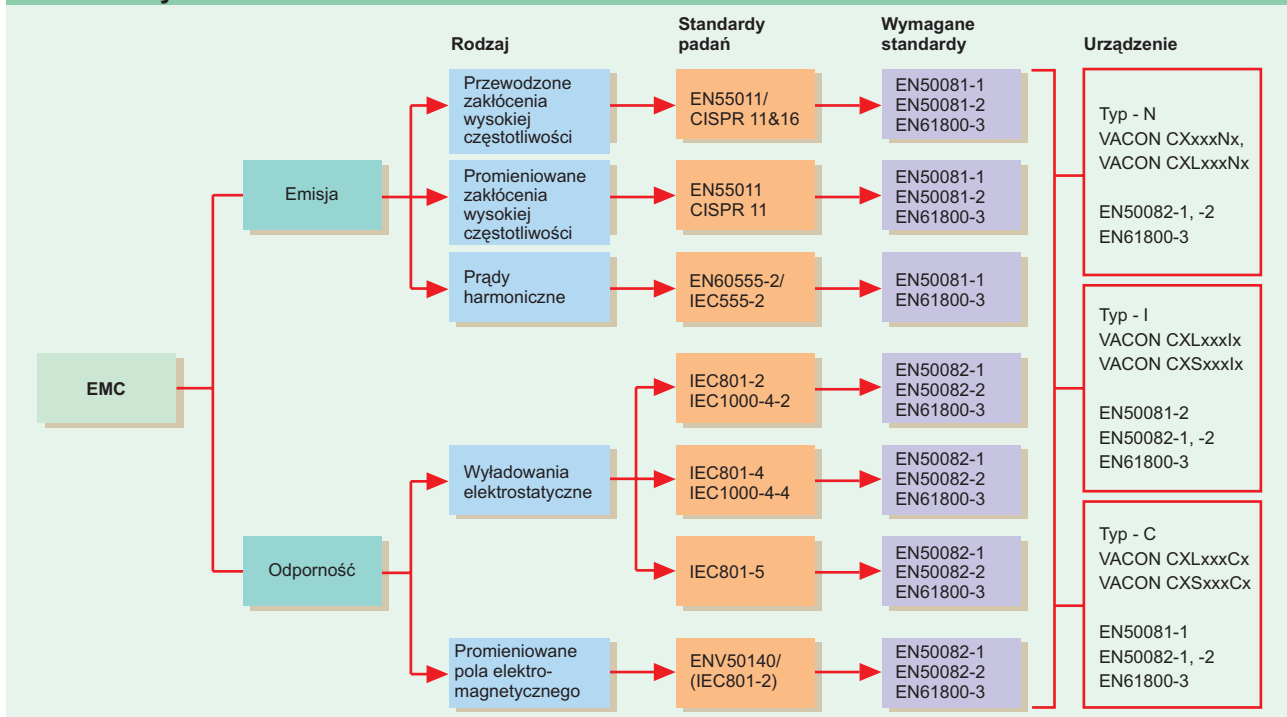 Rodzaj
Standardy
padań
Wymagane
standardy
Urządzenie
EMC
Emisja
Przewodzone
zakłócenia
wysokiej
częstotliwości
EN55011/
CISPR 11&16
EN50081-1
EN50081-2
EN61800-3
Promieniowane
zakłócenia
wysokiej
częstotliwości
EN55011
CISPR 11
EN50081-1
EN50081-2
EN61800-3
Prądy
harmoniczne
EN60555-2/
IEC555-2
EN50081-1
EN61800-3
Odporność
Wyładowania
elektrostatyczne
IEC801-2
IEC1000-4-2
EN50082-1
EN50082-2
EN61800-3
IEC801-4
IEC1000-4-4
EN50082-1
EN50082-2
EN61800-3
IEC801-5
EN50082-1
EN50082-2
EN61800-3
Promieniowane
pola elektro-
magnetycznego
ENV50140/
(IEC801-2)
EN50082-1
EN50082-2
EN61800-3
Typ - N
VACON CXxxxNx,
VACON CXLxxxNx
EN50082-1, -2
EN61800-3
Typ - I
VACON CXLxxxIx
VACON CXSxxxIx
EN50081-2
EN50082-1, -2
EN61800-3
Typ - C
VACON CXLxxxCx
VACON CXSxxxCx
EN50081-1
EN50082-1, -2
EN61800-3